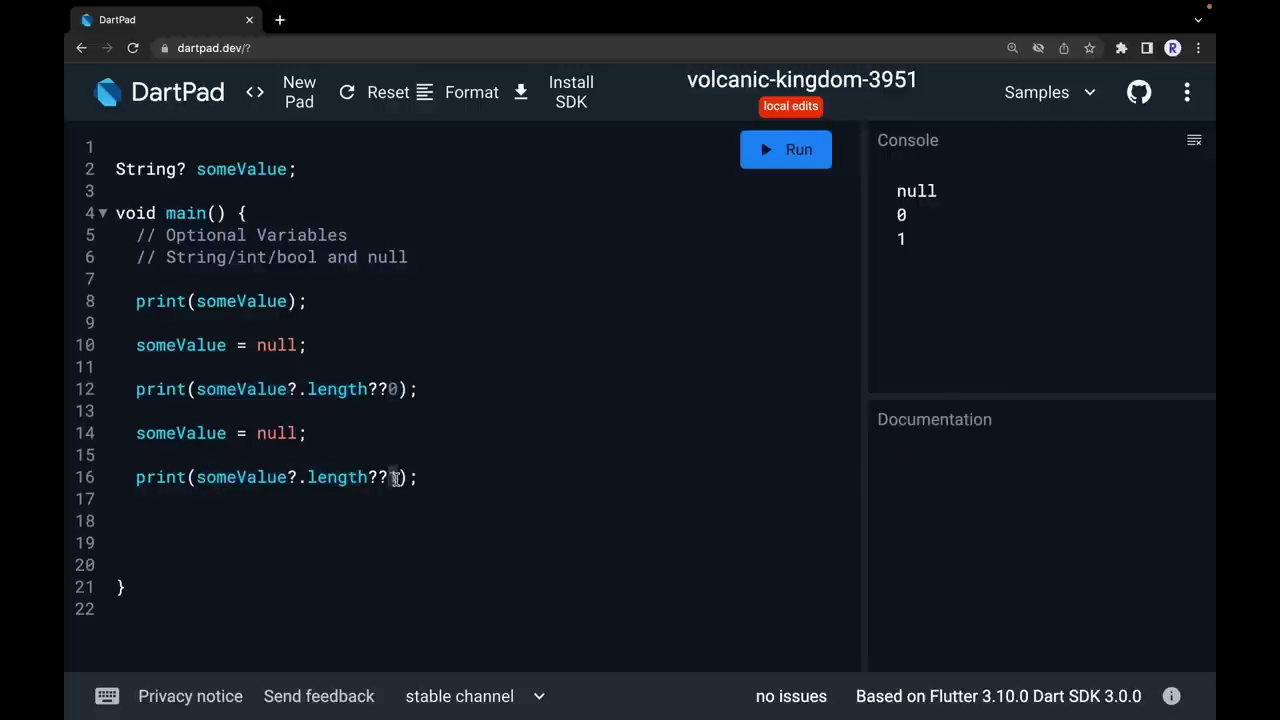 DartPad
dartpad.dev/?
R
DartPad
<> New Pad
Reset
Format
Install SDK
volcanic-kingdom-3951
local edits
Samples
Run
1
2 String? someValue;
3
4 void main() {
5 // Optional Variables
6 // String/int/bool and null
7
8 print(someValue);
9
10 someValue = null;
11
12 print(someValue?.length??0);
13
14 someValue = null;
15
16 print(someValue?.length??);
17
18
19
20
21 }
22
Console
null
0
1
Documentation
Privacy notice
Send feedback
stable channel
no issues
Based on Flutter 3.10.0 Dart SDK 3.0.0